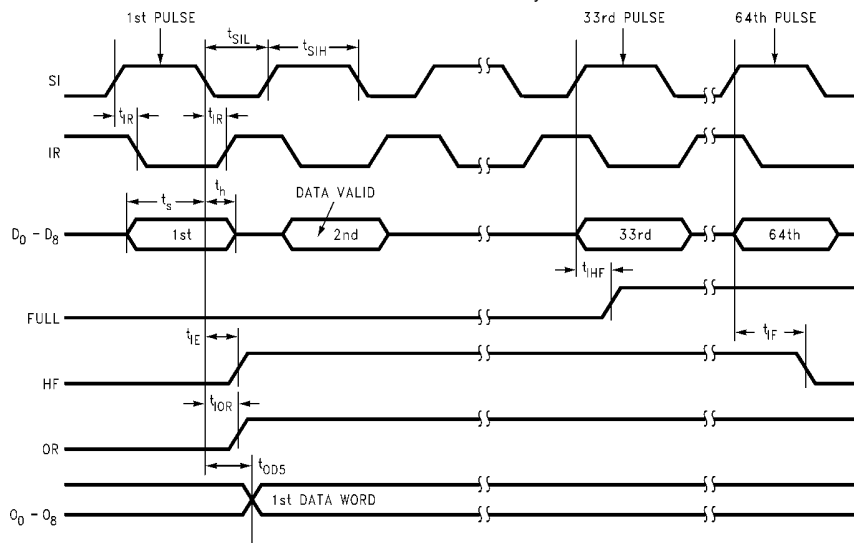 1st PULSE
33rd PULSE
64th PULSE
tSIL
tSIH
SI
tIR
tIR
IR
ts
th
DATA VALID
D0 – D8
1st
2nd
33rd
64th
tIHF
FULL
tIE
tIF
HF
tIOR
OR
tOD5
1st DATA WORD
O0 – O8